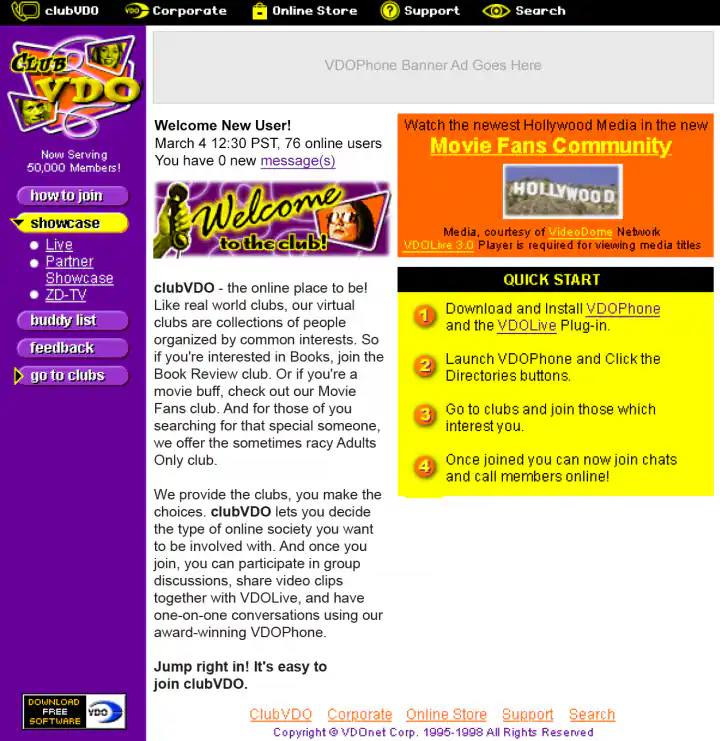 clubVDO
VDO Corporate
Online Store
Support
Search
CLUB
VDO
Now Serving
50,000 Members!
how to join
showcase
Live
Partner
Showcase
ZD-TV
buddy list
feedback
go to clubs
DOWNLOAD
FREE
SOFTWARE
VDO
VDOPhone Banner Ad Goes Here
Welcome New User!
March 4 12:30 PST, 76 online users
You have 0 new message(s)
Welcome
to the club!
clubVDO - the online place to be!
Like real world clubs, our virtual
clubs are collections of people
organized by common interests. So
if you're interested in Books, join the
Book Review club. Or if you're a
movie buff, check out our Movie
Fans club. And for those of you
searching for that special someone,
we offer the sometimes racy Adults
Only club.
We provide the clubs, you make the
choices. clubVDO lets you decide
the type of online society you want
to be involved with. And once you
join, you can participate in group
discussions, share video clips
together with VDOLive, and have
one-on-one conversations using our
award-winning VDOPhone.
Jump right in! It's easy to
join clubVDO.
Watch the newest Hollywood Media in the new
Movie Fans Community
HOLLYWOOD
Media, courtesy of VideoDome Network
VDOLive 3.0 Player is required for viewing media titles
QUICK START
1 Download and Install VDOPhone
and the VDOLive Plug-in.
2 Launch VDOPhone and Click the
Directories buttons.
3 Go to clubs and join those which
interest you.
4 Once joined you can now join chats
and call members online!
ClubVDO Corporate Online Store Support Search
Copyright © VDOnet Corp. 1995-1998 All Rights Reserved